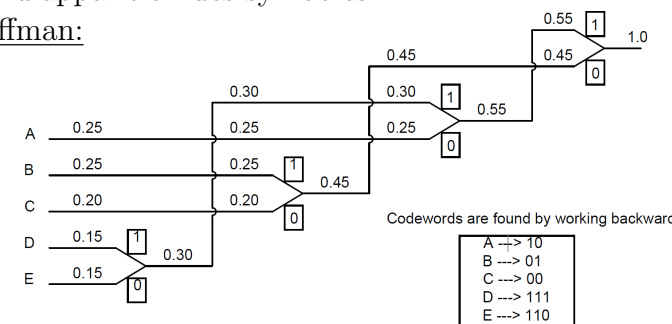 ffman:
0.55 1
1.0
0.45 0.45
0
0.30 0.30 1
0.55
A 0.25 0.25 0.25
0
B 0.25 0.25 1
0.45
C 0.20 0.20
0
Codewords are found by working backward
D 0.15 1
0.30
E 0.15 0
A ---> 10
B ---> 01
C ---> 00
D ---> 111
E ---> 110